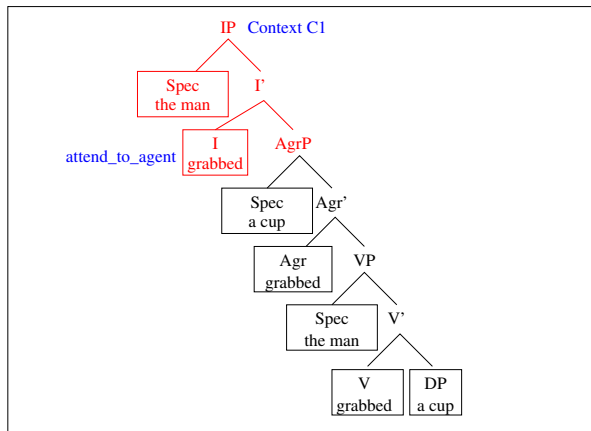 IP Context C1
Spec I'
the man
attend_to_agent I AgrP
grabbed
Spec Agr'
a cup
Agr VP
grabbed
Spec V'
the man
V DP
grabbed a cup